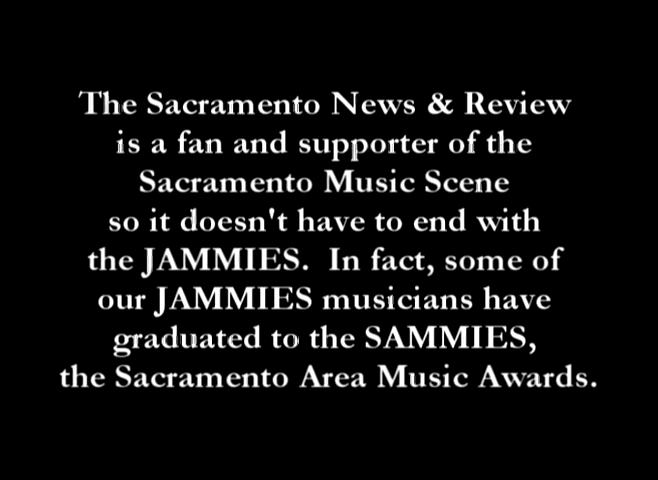 The Sacramento News & Review
is a fan and supporter of the
Sacramento Music Scene
so it doesn't have to end with
the JAMMIES.  In fact, some of
our JAMMIES musicians have
graduated to the SAMMIES,
the Sacramento Area Music Awards.